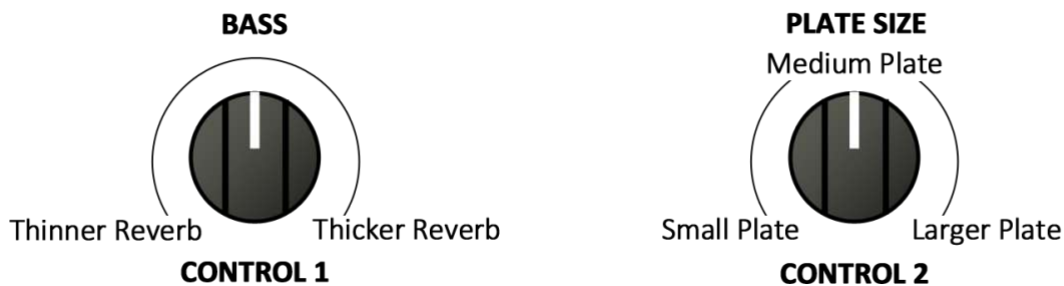 BASS
Thinner Reverb
Thicker Reverb
CONTROL 1
PLATE SIZE
Medium Plate
Small Plate
Larger Plate
CONTROL 2